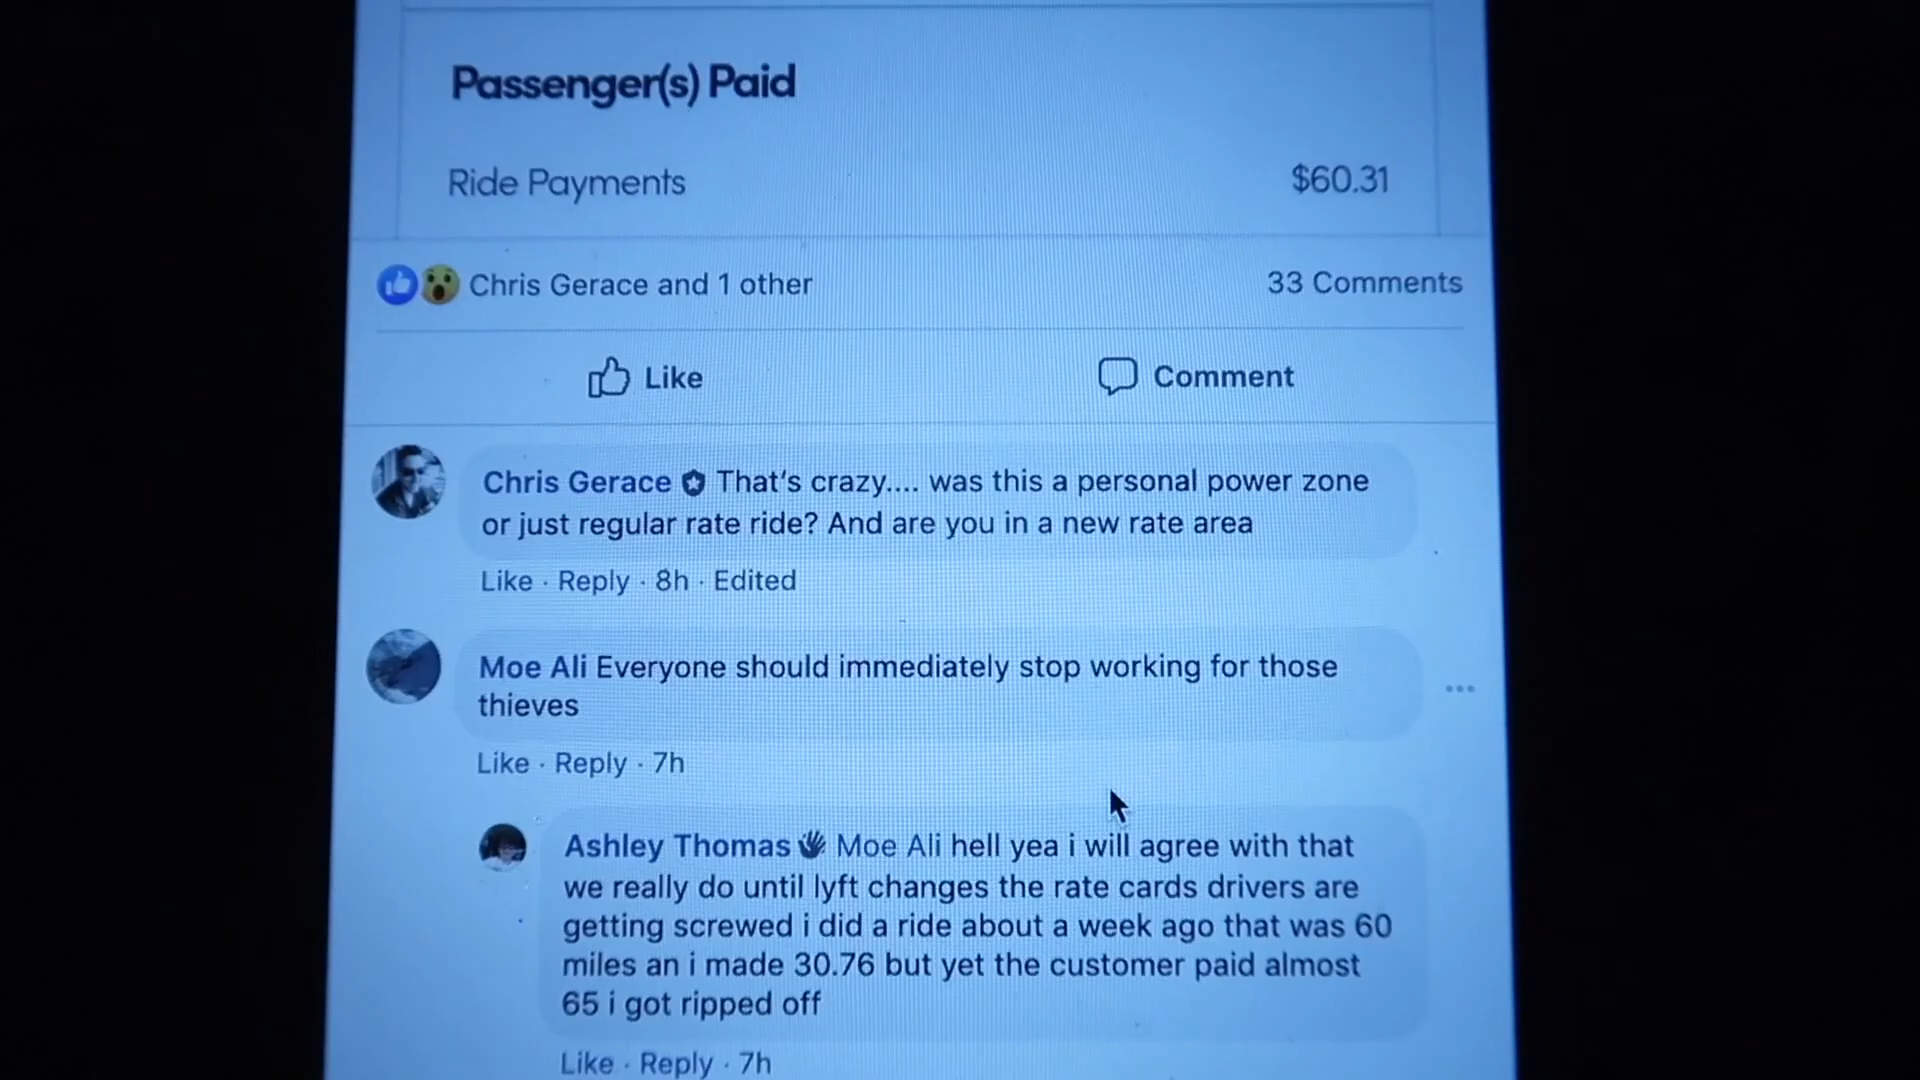 Passenger(s) Paid
Ride Payments $60.31
Chris Gerace and 1 other 33 Comments
Like Comment
Chris Gerace That's crazy.... was this a personal power zone
or just regular rate ride? And are you in a new rate area
Like · Reply · 8h · Edited
Moe Ali Everyone should immediately stop working for those
thieves
Like · Reply · 7h
Ashley Thomas Moe Ali hell yea i will agree with that
we really do until lyft changes the rate cards drivers are
getting screwed i did a ride about a week ago that was 60
miles an i made 30.76 but yet the customer paid almost
65 i got ripped off
Like · Reply · 7h